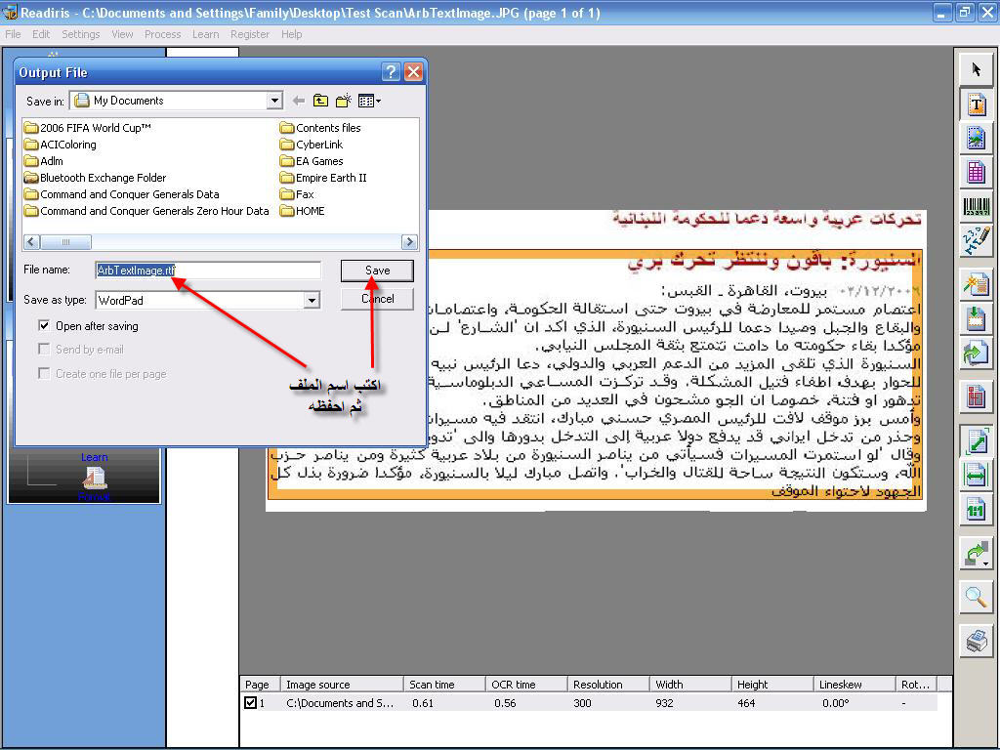 Readiris - C:\Documents and Settings\Family\Desktop\Test Scan\ArbTextImage.JPG (page 1 of 1)
File Edit Settings View Process Learn Register Help
Output File
Save in: My Documents
2006 FIFA World Cup™
ACIColoring
Adlm
Bluetooth Exchange Folder
Command and Conquer Generals Data
Command and Conquer Generals Zero Hour Data
Contents files
CyberLink
EA Games
Empire Earth II
Fax
HOME
File name: ArbTextImage.rtf Save
Save as type: WordPad Cancel
Open after saving
Send by e-mail
Create one file per page
اكتب اسم الملف
ثم احفظه
Learn
Format
تحركات عربية واسعة دعما للحكومة اللبنانية
السنيورة: باقون وننتظر تحرك بري
٠٣/١٢/٢٠٠٦ بيروت، القاهرة ـ القبس:
اعتصام مستمر للمعارضة في بيروت حتى استقالة الحكومة، واعتصامات
والبقاع والجبل وصيدا دعما للرئيس السنيورة، الذي اكد ان 'الشارع' لـن
مؤكدا بقاء حكومته ما دامت تتمتع بثقة المجلس النيابي.
السنيورة الذي تلقى المزيد من الدعم العربي والدولي، دعا الرئيس نبيه
للحوار بهدف اطفاء فتيل المشكلة. وقد تركزت المساعي الدبلوماسـية
تدهور او فتنة، خصوصا ان الجو مشحون في العديد من المناطق.
وأمس برز موقف لافت للرئيس المصري حسني مبارك، انتقد فيه مسيرات
وحذر من تدخل ايراني قد يدفع دولا عربية إلى التدخل بدورها والى 'تدوي
وقال 'لو استمرت المسيرات فسيأتي من يناصر السنيورة من بلاد عربية كثيرة ومن يناصر حـزب
الله، وستكون النتيجة ساحة للقتال والخراب'. واتصل مبارك ليلا بالسنيورة، مؤكدا ضرورة بذل كل
الجهود لاحتواء الموقف
Page Image source Scan time OCR time Resolution Width Height Lineskew Rot...
1 C:\Documents and S... 0.61 0.56 300 932 464 0.00° -